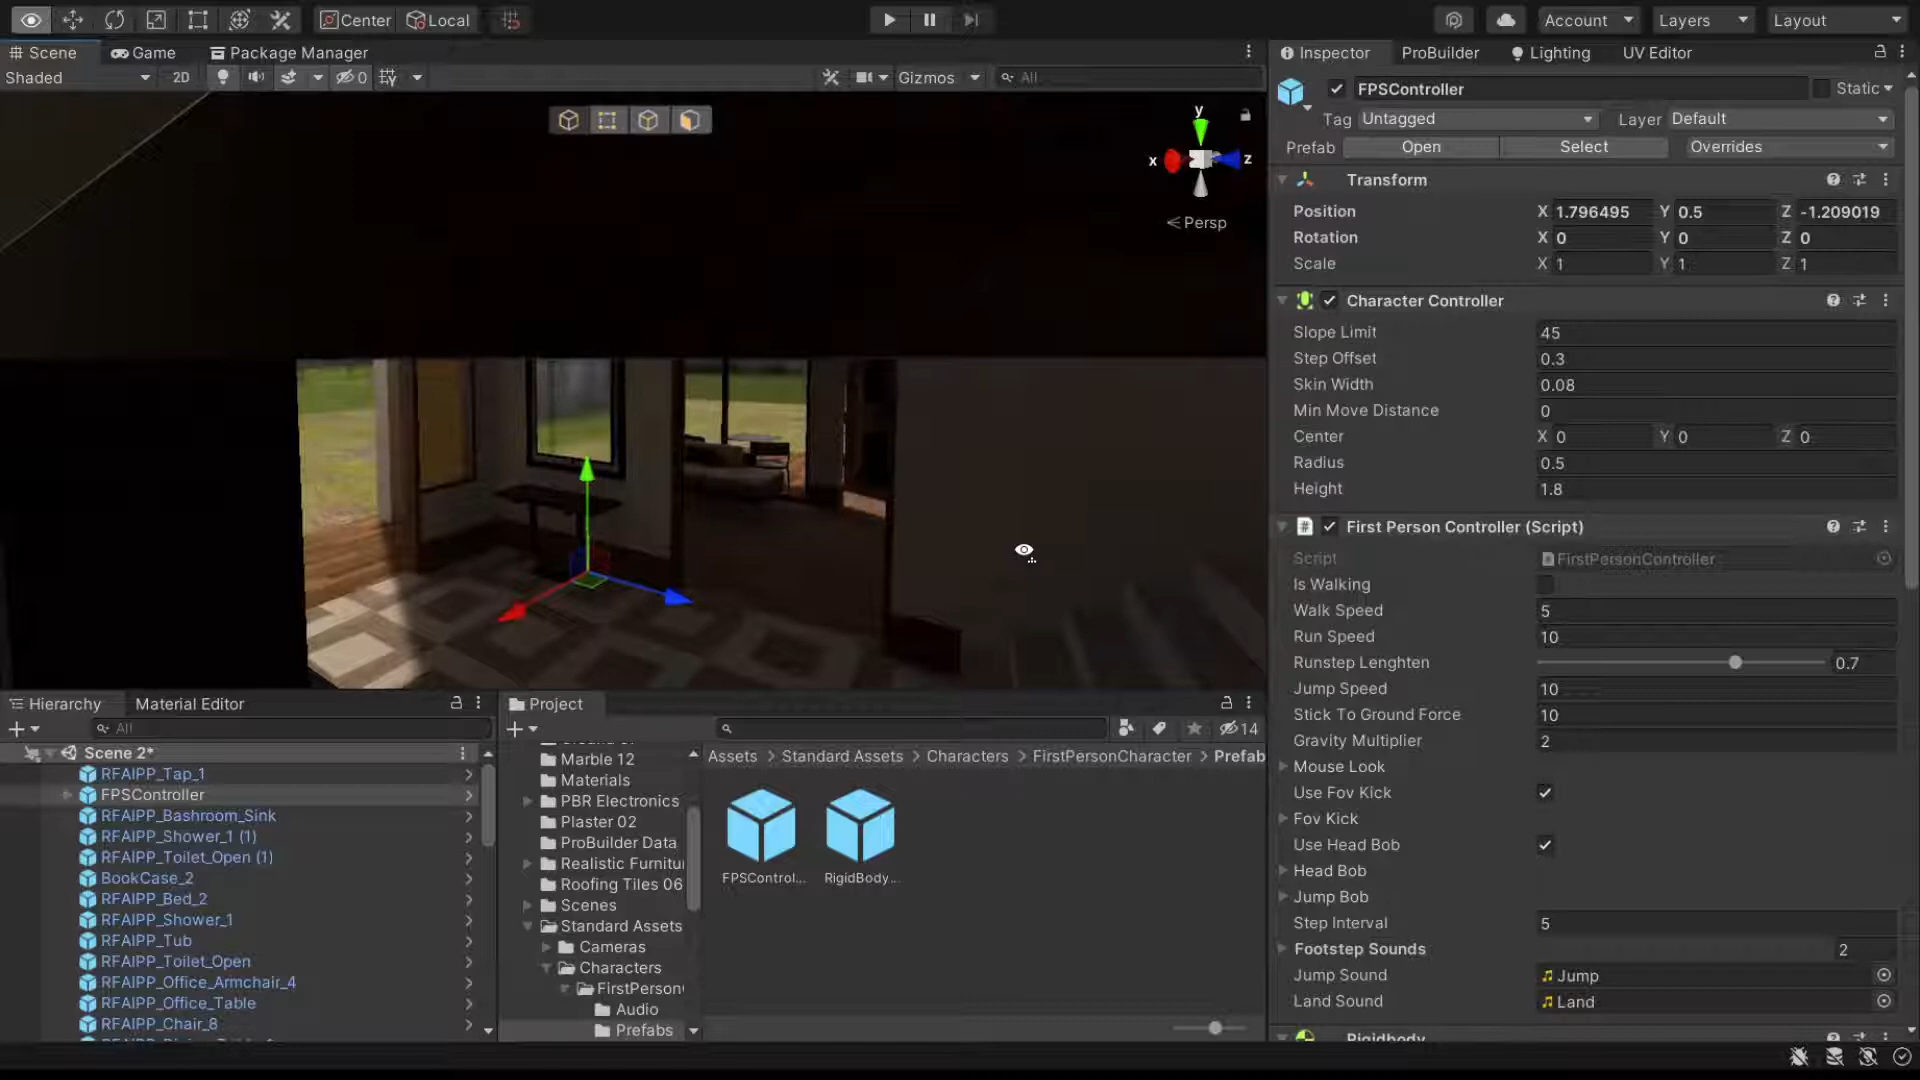 Center
Local
Account
Layers
Layout
Scene
Game
Package Manager
Shaded
2D
0
Gizmos
All
y
x
z
Persp
Inspector
ProBuilder
Lighting
UV Editor
FPSController
Static
Tag Untagged
Layer Default
Prefab Open Select Overrides
Transform
Position X 1.796495 Y 0.5 Z -1.209019
Rotation X 0 Y 0 Z 0
Scale X 1 Y 1 Z 1
Character Controller
Slope Limit 45
Step Offset 0.3
Skin Width 0.08
Min Move Distance 0
Center X 0 Y 0 Z 0
Radius 0.5
Height 1.8
First Person Controller (Script)
Script FirstPersonController
Is Walking
Walk Speed 5
Run Speed 10
Runstep Lenghten 0.7
Jump Speed 10
Stick To Ground Force 10
Gravity Multiplier 2
Mouse Look
Use Fov Kick
Fov Kick
Use Head Bob
Head Bob
Jump Bob
Step Interval 5
Footstep Sounds 2
Jump Sound Jump
Land Sound Land
Rigidbody
Hierarchy
Material Editor
All
Scene 2*
RFAIPP_Tap_1
FPSController
RFAIPP_Bashroom_Sink
RFAIPP_Shower_1 (1)
RFAIPP_Toilet_Open (1)
BookCase_2
RFAIPP_Bed_2
RFAIPP_Shower_1
RFAIPP_Tub
RFAIPP_Toilet_Open
RFAIPP_Office_Armchair_4
RFAIPP_Office_Table
RFAIPP_Chair_8
Project
14
Marble 12
Materials
PBR Electronics
Plaster 02
ProBuilder Data
Realistic Furnitu
Roofing Tiles 06
Scenes
Standard Assets
Cameras
Characters
FirstPerson
Audio
Prefabs
Assets > Standard Assets > Characters > FirstPersonCharacter > Prefab
FPSControl...
RigidBody...